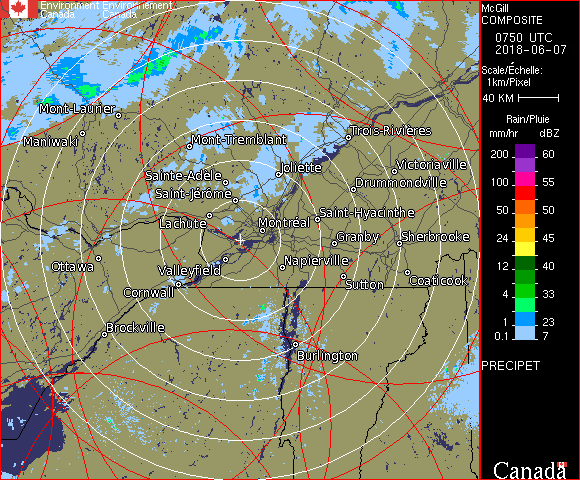 Environment Environnement
Canada Canada
McGill
COMPOSITE
0750 UTC
2018-06-07
Scale/Échelle:
1km/Pixel
40 KM
Rain/Pluie
mm/hr dBZ
200 60
100 55
50 50
24 45
12 40
4 33
1 23
0.1 7
PRECIPET
Canada
Mont-Laurier
Maniwaki
Mont-Tremblant
Trois-Rivières
Sainte-Adèle
Joliette
Victoriaville
Saint-Jérôme
Drummondville
Lachute
Montréal
Saint-Hyacinthe
Granby
Sherbrooke
Ottawa
Valleyfield
Napierville
Cornwall
Sutton
Coaticook
Brockville
Burlington